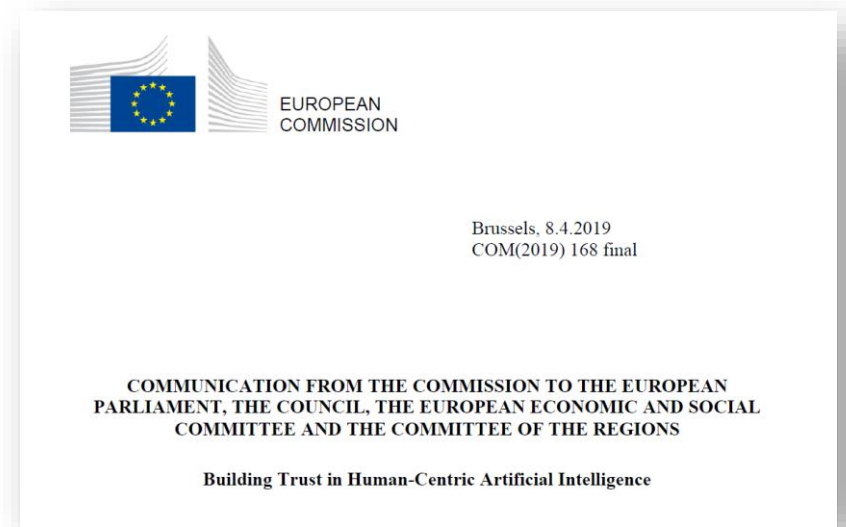 EUROPEAN
COMMISSION
Brussels, 8.4.2019
COM(2019) 168 final
COMMUNICATION FROM THE COMMISSION TO THE EUROPEAN
PARLIAMENT, THE COUNCIL, THE EUROPEAN ECONOMIC AND SOCIAL
COMMITTEE AND THE COMMITTEE OF THE REGIONS
Building Trust in Human-Centric Artificial Intelligence